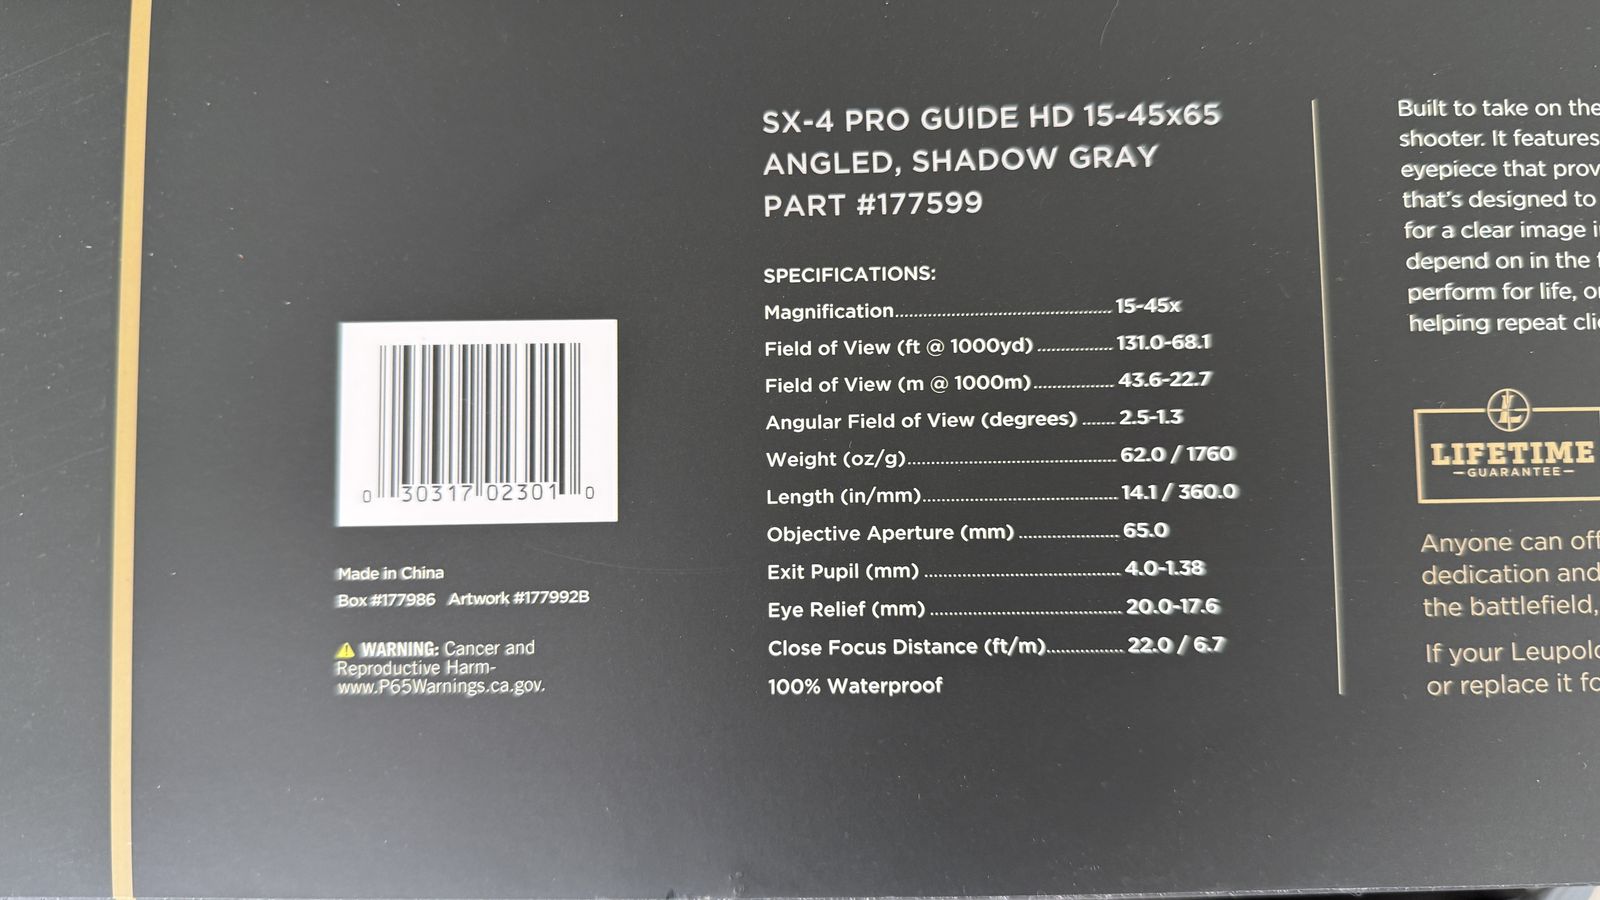 SX-4 PRO GUIDE HD 15-45x65
ANGLED, SHADOW GRAY
PART #177599
SPECIFICATIONS:
Magnification........................................ 15-45x
Field of View (ft @ 1000yd) .............. 131.0-68.1
Field of View (m @ 1000m)............... 43.6-22.7
Angular Field of View (degrees) ...... 2.5-1.3
Weight (oz/g)....................................... 62.0 / 1760
Length (in/mm).................................... 14.1 / 360.0
Objective Aperture (mm) ................... 65.0
Exit Pupil (mm) .................................... 4.0-1.38
Eye Relief (mm) ................................... 20.0-17.6
Close Focus Distance (ft/m).............. 22.0 / 6.7
100% Waterproof
0 30317 02301 0
Made in China
Box #177986 Artwork #177992B
⚠ WARNING: Cancer and
Reproductive Harm-
www.P65Warnings.ca.gov.
Built to take on the
shooter. It features
eyepiece that prov
that's designed to
for a clear image i
depend on in the
perform for life, o
helping repeat cli
LIFETIME
—GUARANTEE—
Anyone can off
dedication and
the battlefield,
If your Leupol
or replace it fo